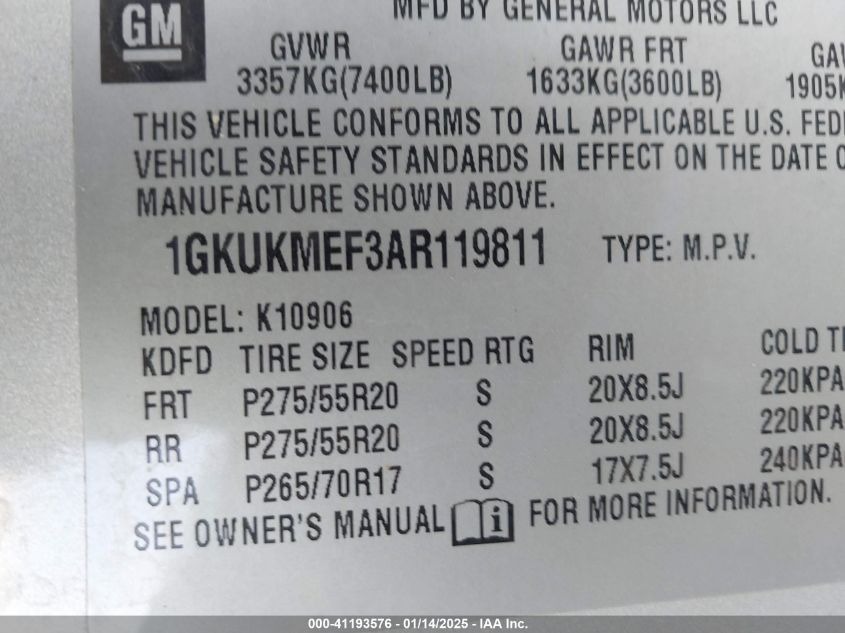 MFD BY GENERAL MOTORS LLC
GM
GVWR GAWR FRT
3357KG(7400LB) 1633KG(3600LB) 1905K
THIS VEHICLE CONFORMS TO ALL APPLICABLE U.S. FED
VEHICLE SAFETY STANDARDS IN EFFECT ON THE DATE O
MANUFACTURE SHOWN ABOVE.
1GKUKMEF3AR119811 TYPE: M.P.V.
MODEL: K10906
KDFD TIRE SIZE SPEED RTG RIM COLD
FRT P275/55R20 S 20X8.5J 220KPA
RR P275/55R20 S 20X8.5J 220KPA
SPA P265/70R17 S 17X7.5J 240KPA
SEE OWNER'S MANUAL i FOR MORE INFORMATION.
000-41193576 - 01/14/2025 - IAA Inc.